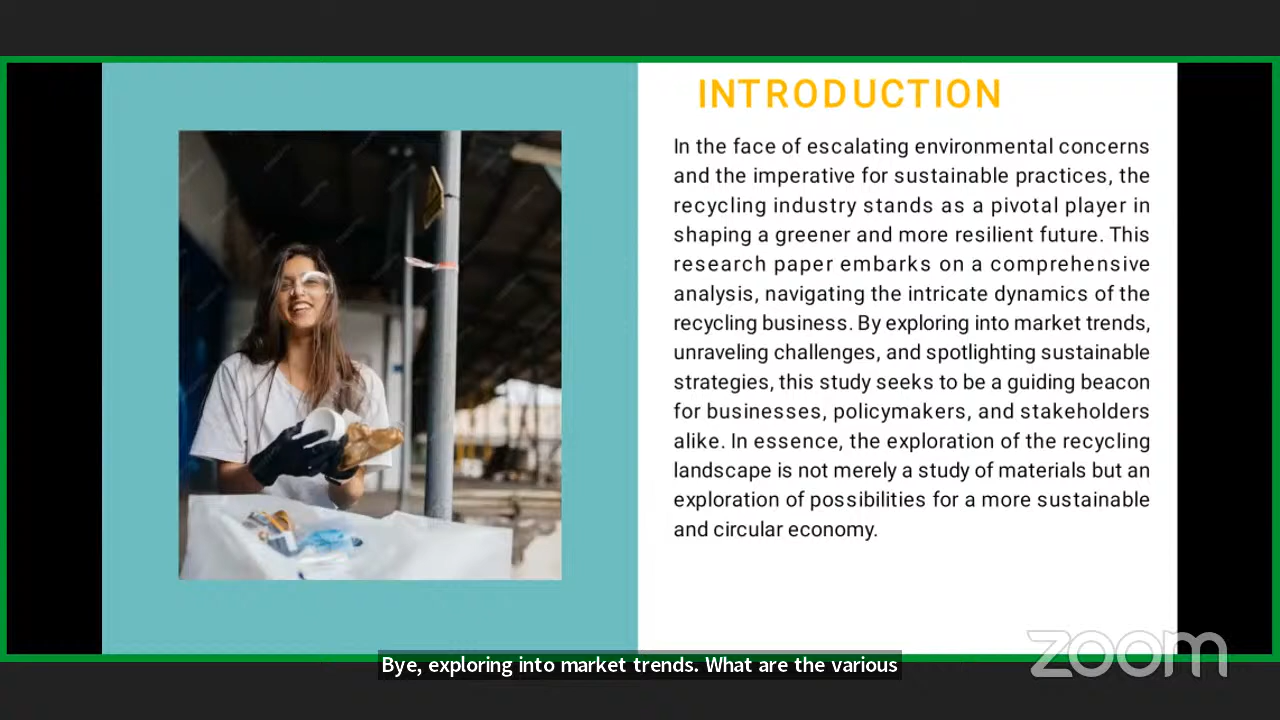 INTRODUCTION
In the face of escalating environmental concerns
and the imperative for sustainable practices, the
recycling industry stands as a pivotal player in
shaping a greener and more resilient future. This
research paper embarks on a comprehensive
analysis, navigating the intricate dynamics of the
recycling business. By exploring into market trends,
unraveling challenges, and spotlighting sustainable
strategies, this study seeks to be a guiding beacon
for businesses, policymakers, and stakeholders
alike. In essence, the exploration of the recycling
landscape is not merely a study of materials but an
exploration of possibilities for a more sustainable
and circular economy.
zoom
Bye, exploring into market trends. What are the various